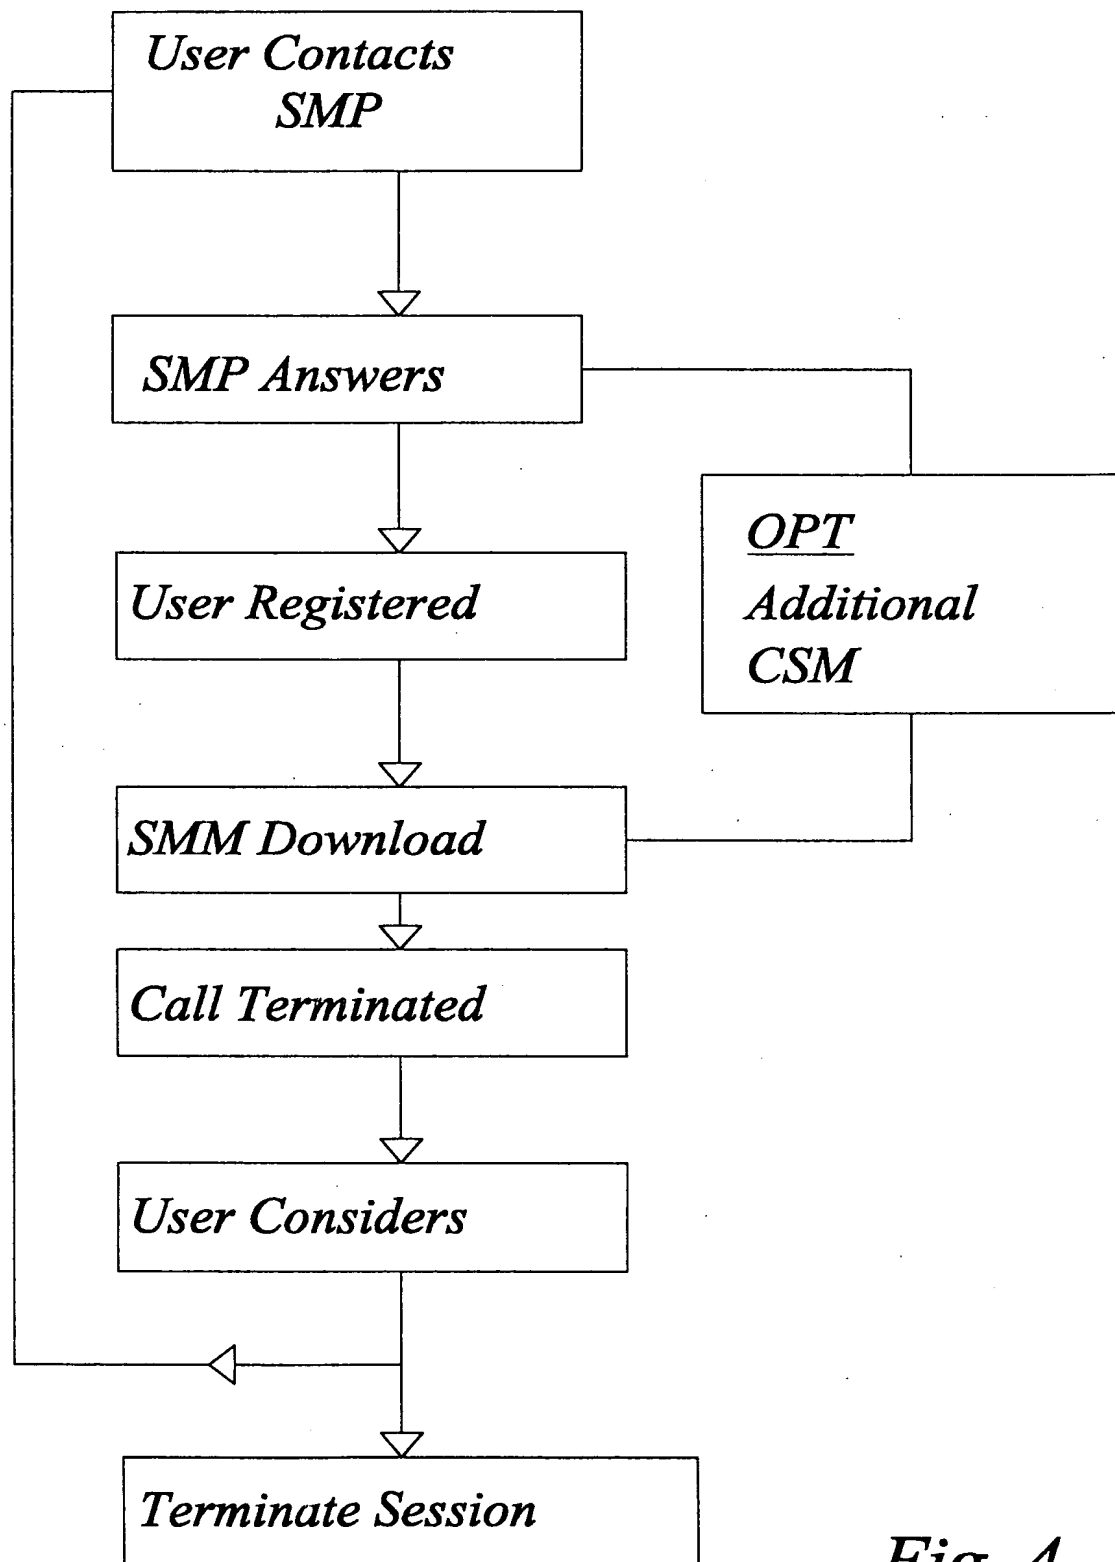 User Contacts
SMP
SMP Answers
OPT
Additional
CSM
User Registered
SMM Download
Call Terminated
User Considers
Terminate Session
Fig. 4